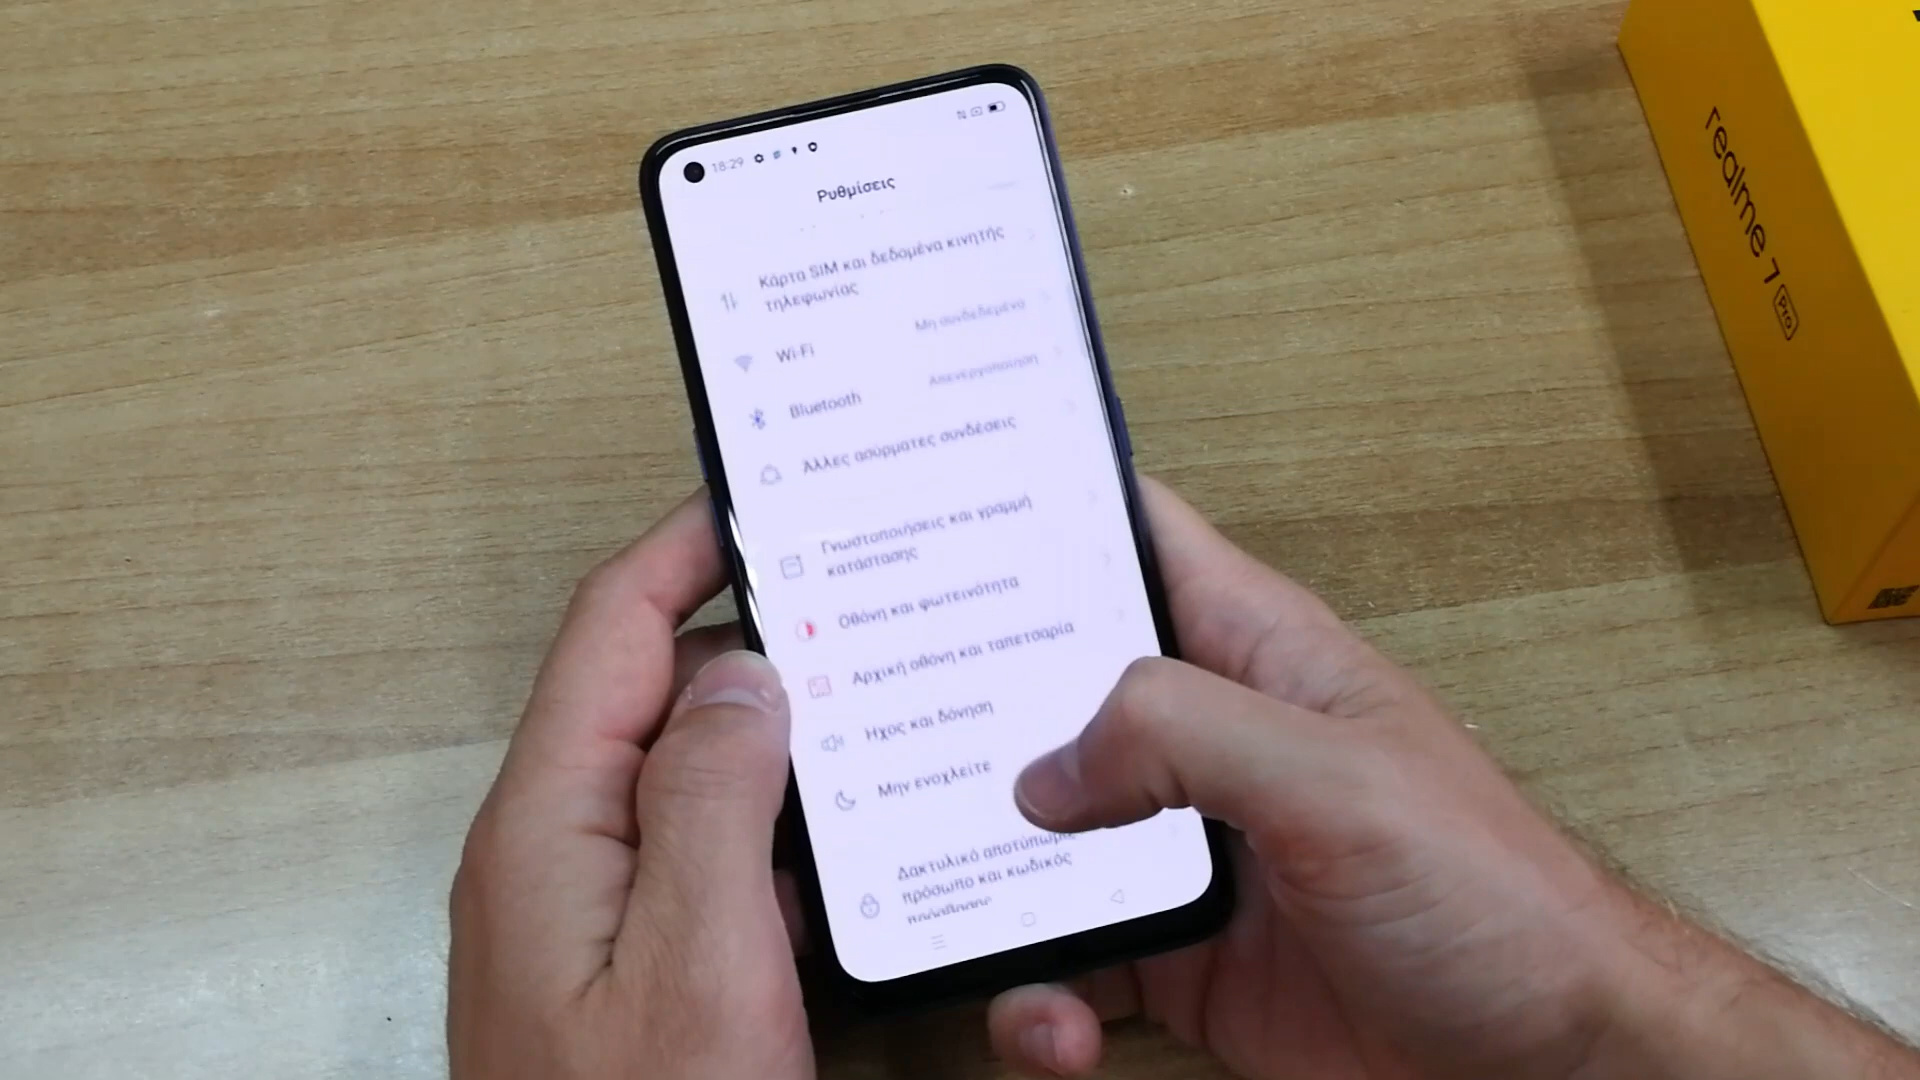 18:29
Ρυθμίσεις
Κάρτα SIM και δεδομένα κινητής
τηλεφωνίας
Wi-Fi
Μη συνδεδεμένο
Bluetooth
Απενεργοποίηση
Άλλες ασύρματες συνδέσεις
Γνωστοποιήσεις και γραμμή
κατάστασης
Οθόνη και φωτεινότητα
Αρχική οθόνη και ταπετσαρία
Ήχος και δόνηση
Μην ενοχλείτε
Δακτυλικό αποτύπωμα,
πρόσωπο και κωδικός
πρόσβασης
realme 7 Pro